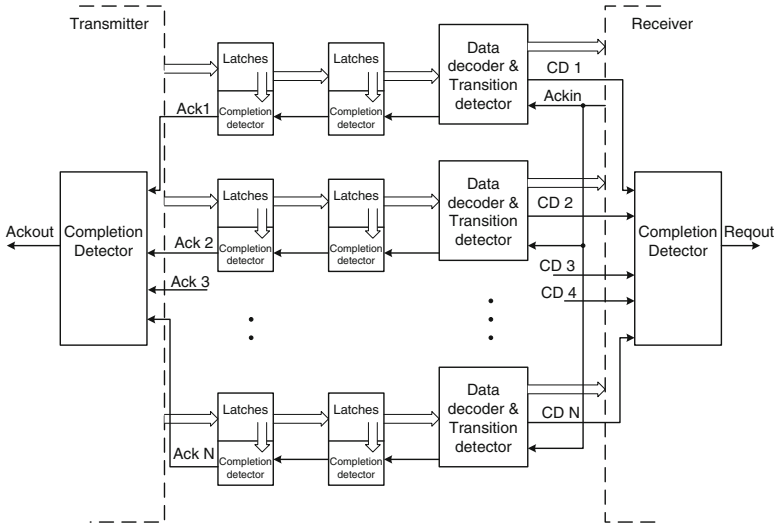 Transmitter
Receiver
Latches
Latches
Data
decoder &
Transition
detector
CD 1
Ack1
Completion
detector
Completion
detector
Ackin
Latches
Latches
Data
decoder &
Transition
detector
CD 2
Ackout
Completion
Detector
Ack 2
Completion
detector
Completion
detector
Completion
Detector
Reqout
Ack 3
CD 3
CD 4
Latches
Latches
Data
decoder &
Transition
detector
CD N
Ack N
Completion
detector
Completion
detector